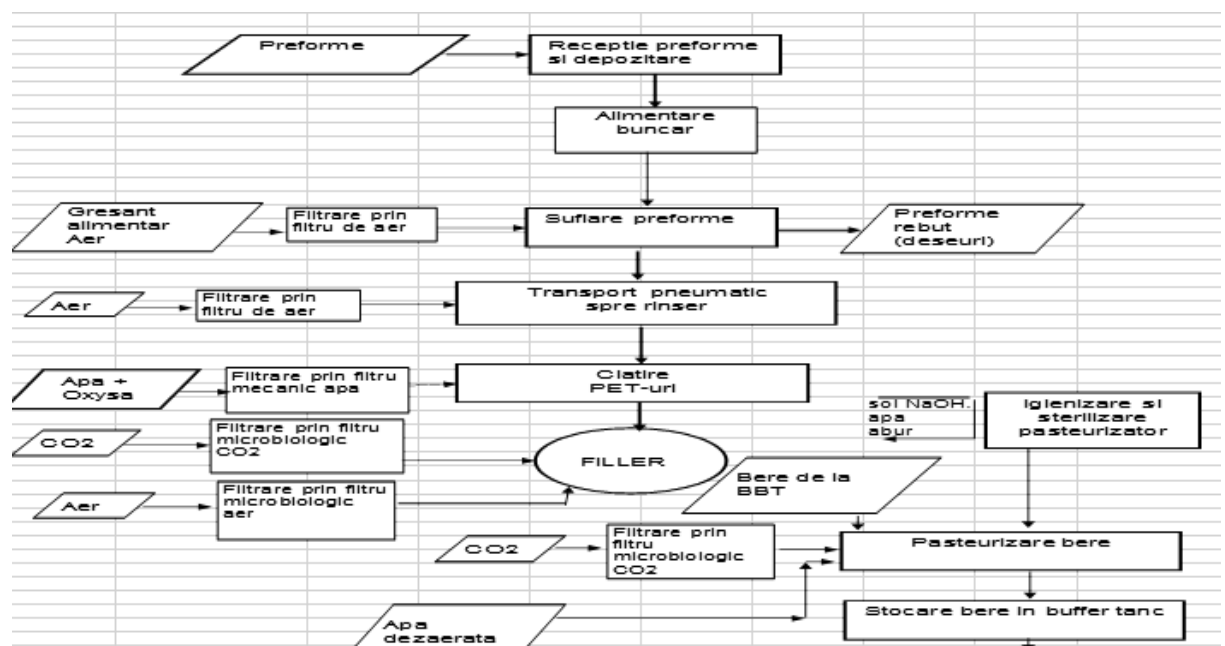 Preforme
Receptie preforme
si depozitare
Alimentare
buncar
Gresant
alimentar
Aer
Filtrare prin
filtru de aer
Suflare preforme
Preforme
rebut
(deseuri)
Aer
Filtrare prin
filtru de aer
Transport pneumatic
spre rinser
Apa +
Oxysa
Filtrare prin filtru
mecanic apa
Clatire
PET-uri
sol NaOH.
apa
abur
Igienizare si
sterilizare
pasteurizator
CO2
Filtrare prin filtru
microbiologic
CO2
FILLER
Bere de la
BBT
Aer
Filtrare prin filtru
microbiologic
aer
CO2
Filtrare prin
filtru
microbiologic
CO2
Pasteurizare bere
Apa
dezaerata
Stocare bere in buffer tanc